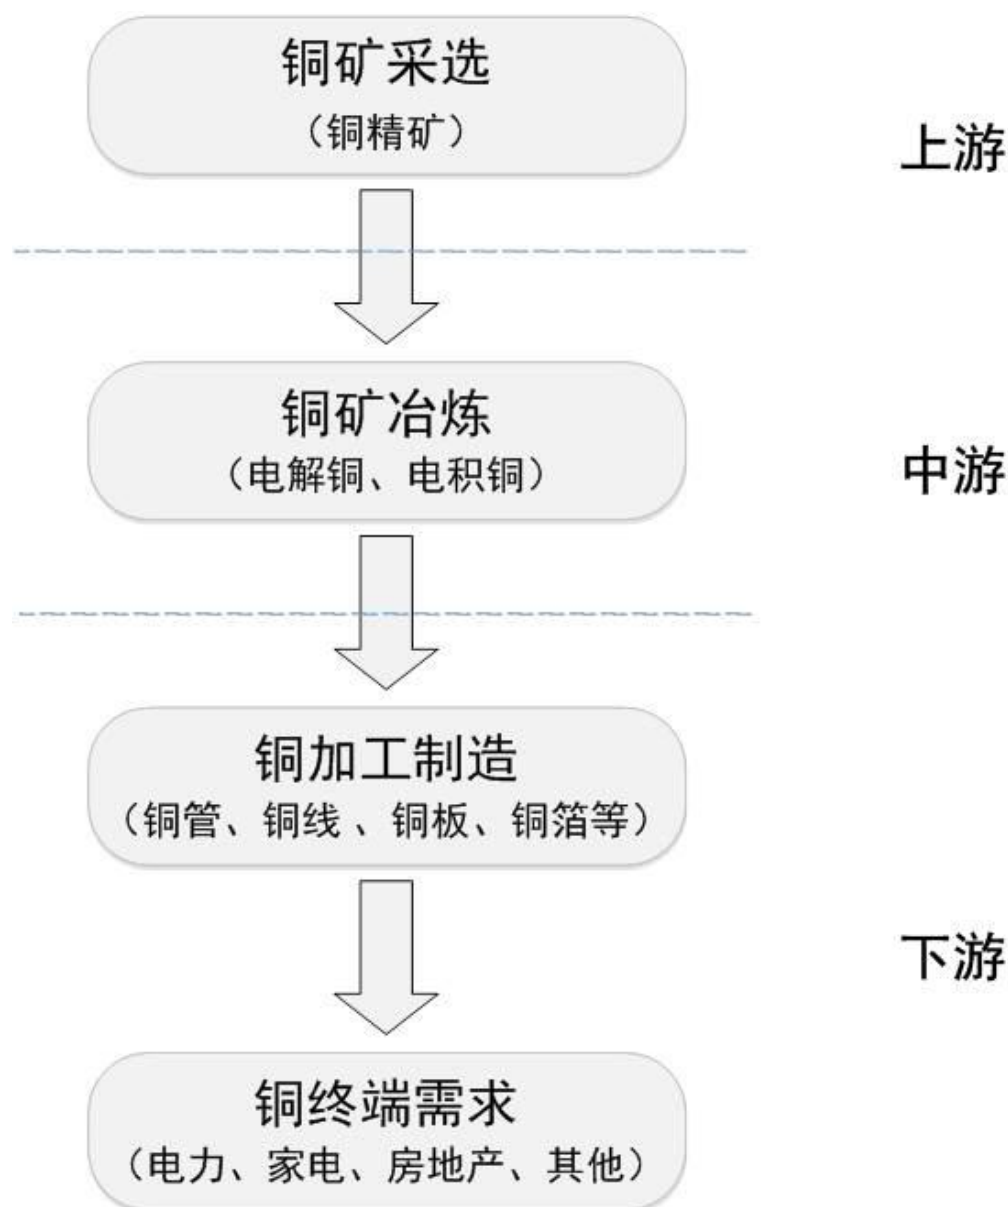 铜矿采选
（铜精矿）
上游
铜矿冶炼
（电解铜、电积铜）
中游
铜加工制造
（铜管、铜线 、铜板、铜箔等）
下游
铜终端需求
（电力、家电、房地产、其他）